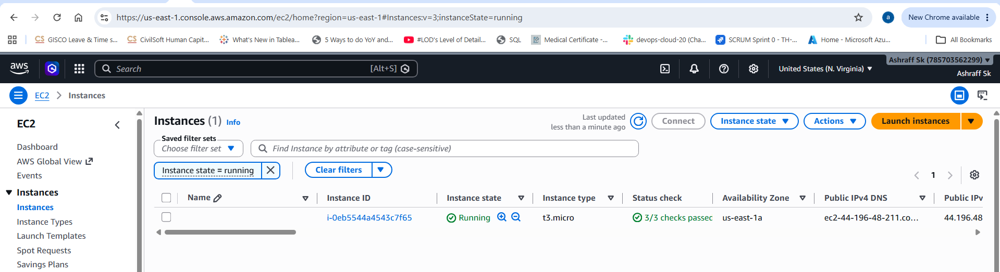 https://us-east-1.console.aws.amazon.com/ec2/home?region=us-east-1#Instances:v=3;instanceState=running
a
New Chrome available
CS GISCO Leave & Time s...
CS CivilSoft Human Capit...
What's New in Tablea...
5 Ways to do YoY and...
#LOD's Level of Detail...
SQL
Medical Certificate -...
devops-cloud-20 (Cha...
SCRUM Sprint 0 - TH-...
Home - Microsoft Azu...
All Bookmarks
aws
Search
[Alt+S]
United States (N. Virginia)
Ashraff Sk (785703562299)
Ashraff Sk
EC2
Instances
EC2
Dashboard
AWS Global View
Events
Instances
Instances
Instance Types
Launch Templates
Spot Requests
Savings Plans
Instances (1) Info
Last updated
less than a minute ago
Connect
Instance state
Actions
Launch instances
Saved filter sets
Choose filter set
Find Instance by attribute or tag (case-sensitive)
Instance state = running
Clear filters
1
Name Instance ID Instance state Instance type Status check Availability Zone Public IPv4 DNS Public IPv
i-0eb5544a4543c7f65 Running t3.micro 3/3 checks passec us-east-1a ec2-44-196-48-211.co... 44.196.48